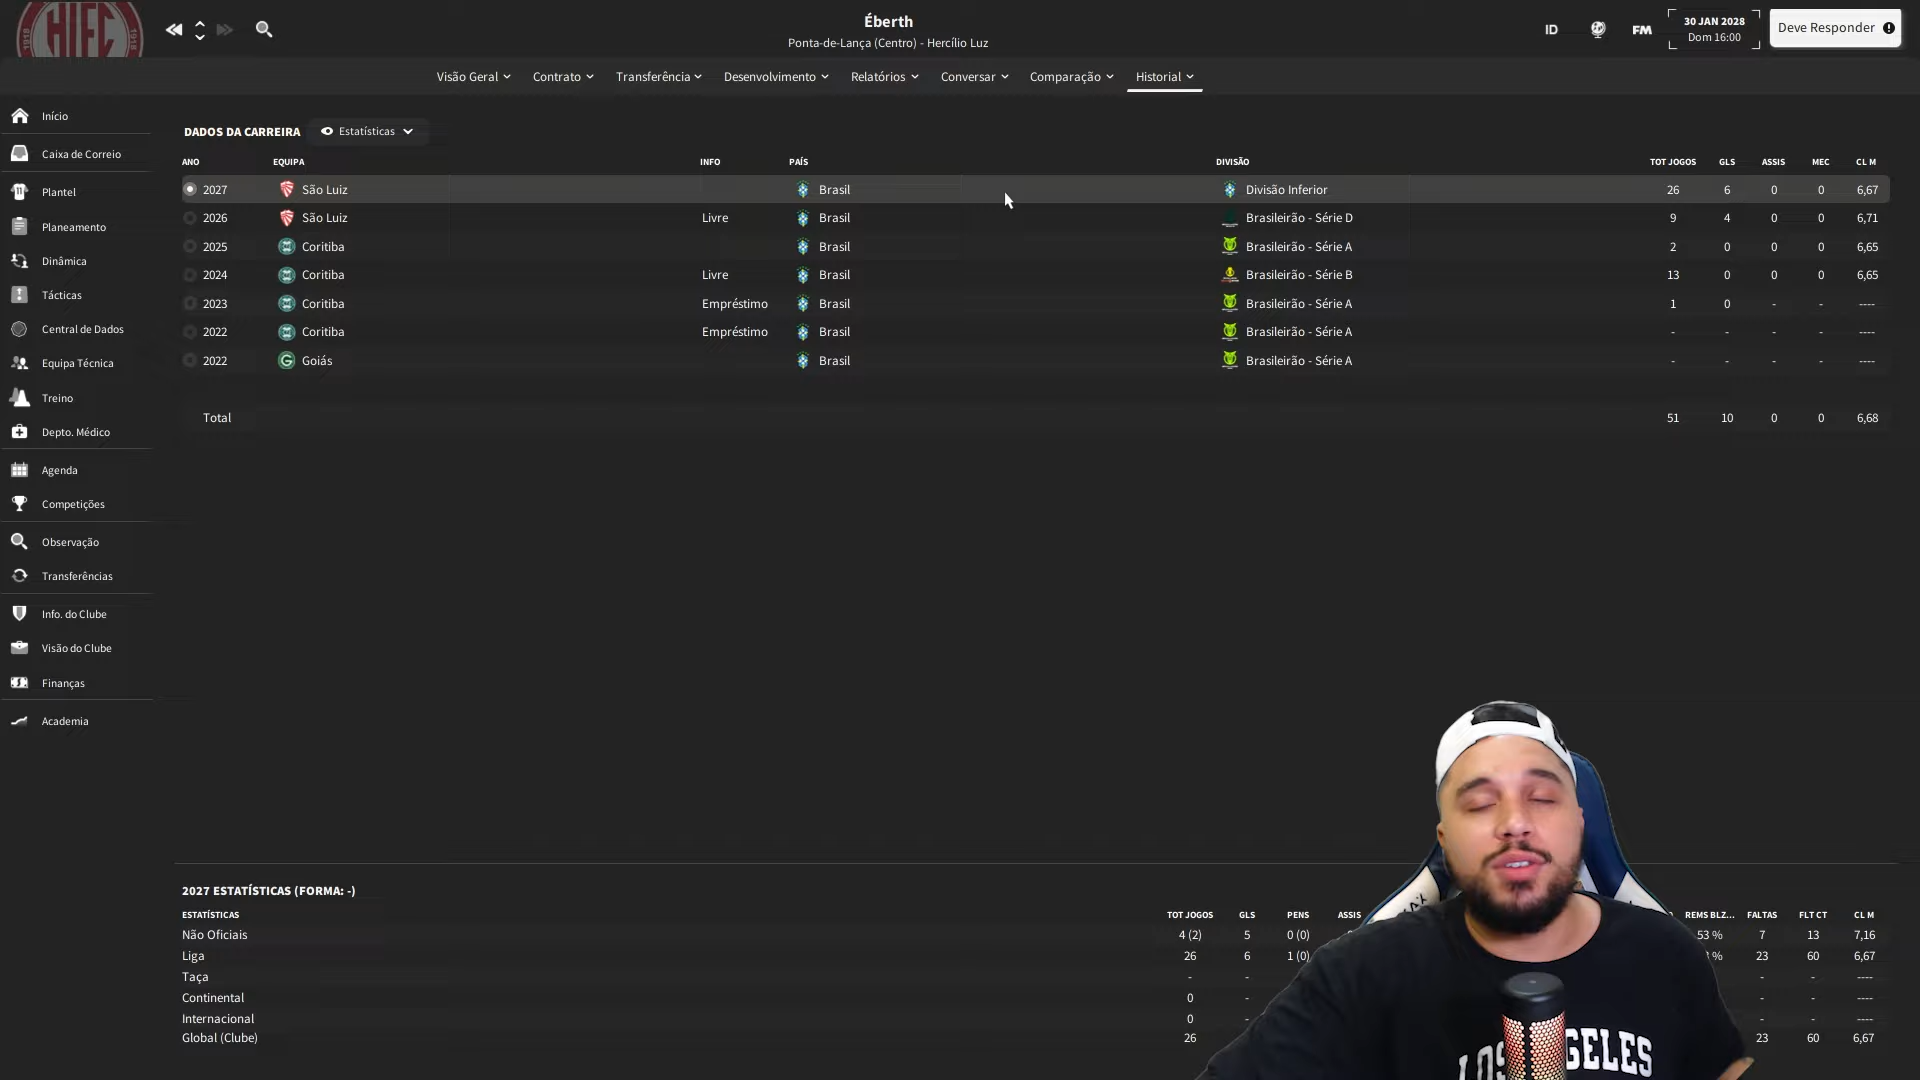 Éberth
Ponta-de-Lança (Centro) - Hercílio Luz
ID
FM
30 JAN 2028
Dom 16:00
Deve Responder
HIFC
1918
1918
Visão Geral
Contrato
Transferência
Desenvolvimento
Relatórios
Conversar
Comparação
Historial
Início
Caixa de Correio
Plantel
Planeamento
Dinâmica
Tácticas
Central de Dados
Equipa Técnica
Treino
Depto. Médico
Agenda
Competições
Observação
Transferências
Info. do Clube
Visão do Clube
Finanças
Academia
DADOS DA CARREIRA Estatísticas
ANO EQUIPA INFO PAÍS DIVISÃO TOT JOGOS GLS ASSIS MEC CL M
2027 São Luiz Brasil Divisão Inferior 26 6 0 0 6,67
2026 São Luiz Livre Brasil Brasileirão - Série D 9 4 0 0 6,71
2025 Coritiba Brasil Brasileirão - Série A 2 0 0 0 6,65
2024 Coritiba Livre Brasil Brasileirão - Série B 13 0 0 0 6,65
2023 Coritiba Empréstimo Brasil Brasileirão - Série A 1 0 - - ----
2022 Coritiba Empréstimo Brasil Brasileirão - Série A - - - - ----
2022 Goiás Brasil Brasileirão - Série A - - - - ----
Total 51 10 0 0 6,68
2027 ESTATÍSTICAS (FORMA: -)
ESTATÍSTICAS TOT JOGOS GLS PENS ASSIS REMS BLZ... FALTAS FLT CT CL M
Não Oficiais 4 (2) 5 0 (0) 53 % 7 13 7,16
Liga 26 6 1 (0) % 23 60 6,67
Taça - - - - - ----
Continental 0 - - - ----
Internacional 0 - - - ----
Global (Clube) 26 23 60 6,67